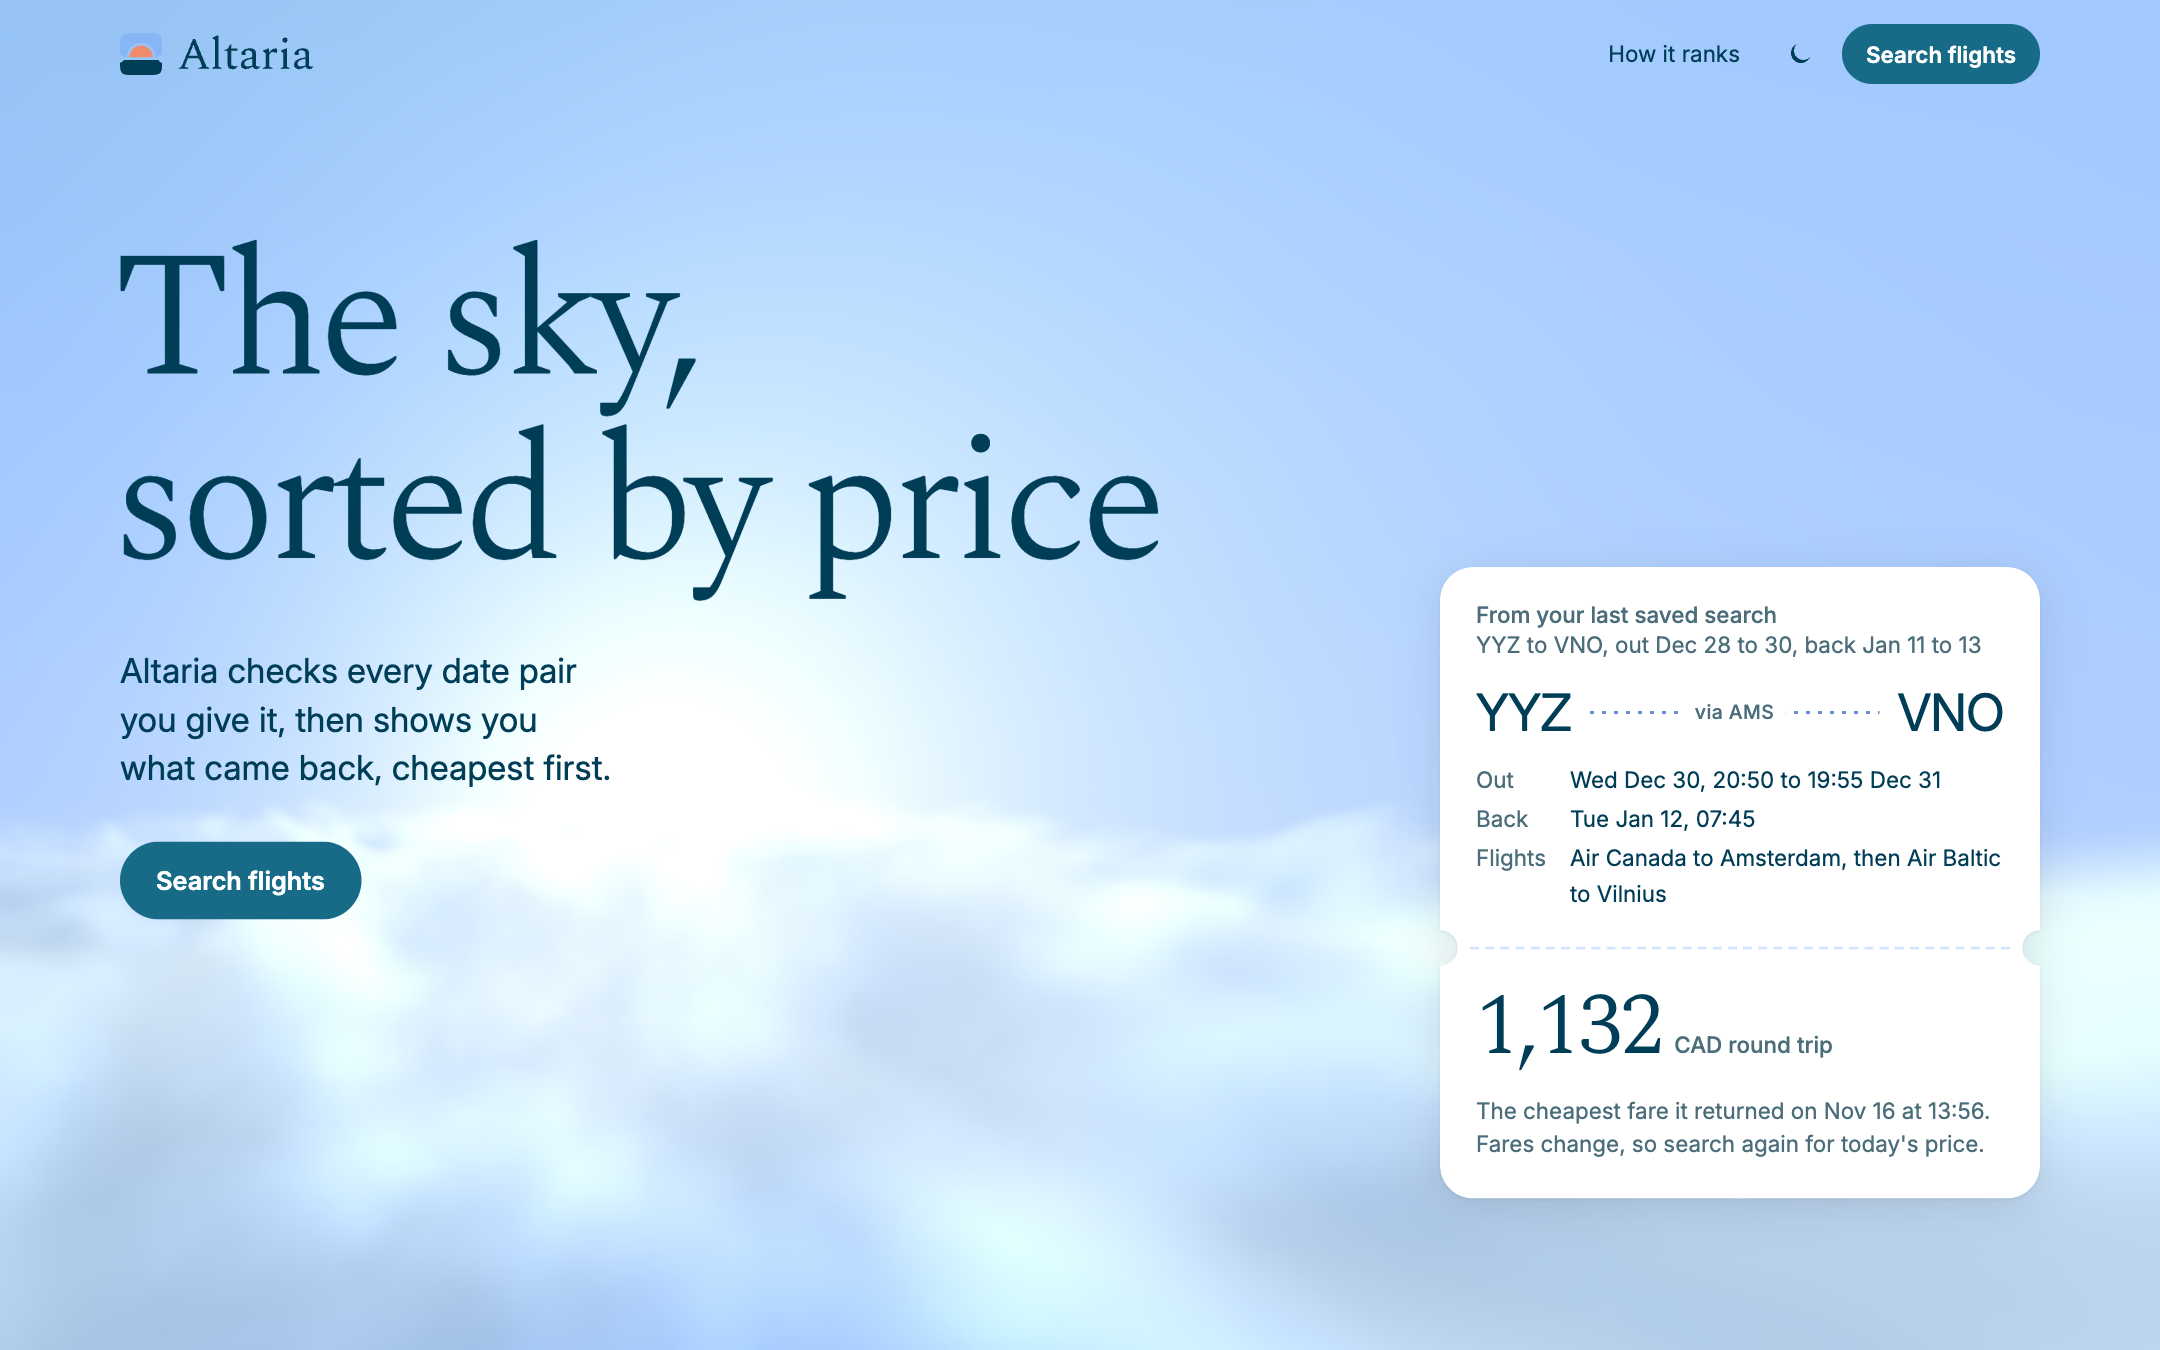 Altaria
How it ranks
Search flights
The sky,
sorted by price
Altaria checks every date pair
you give it, then shows you
what came back, cheapest first.
Search flights
From your last saved search
YYZ to VNO, out Dec 28 to 30, back Jan 11 to 13
YYZ via AMS VNO
Out Wed Dec 30, 20:50 to 19:55 Dec 31
Back Tue Jan 12, 07:45
Flights Air Canada to Amsterdam, then Air Baltic
to Vilnius
1,132 CAD round trip
The cheapest fare it returned on Nov 16 at 13:56.
Fares change, so search again for today's price.